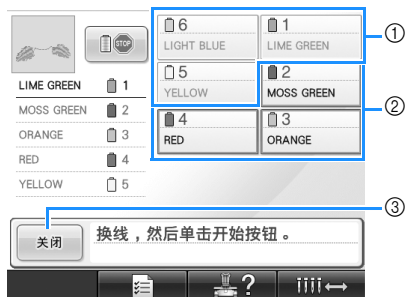 6
LIGHT BLUE
1
LIME GREEN
①
STOP
5
YELLOW
2
MOSS GREEN
②
LIME GREEN 1
MOSS GREEN 2
ORANGE 3
RED 4
YELLOW 5
4
RED
3
ORANGE
③
关闭
换线，然后单击开始按钮。
?